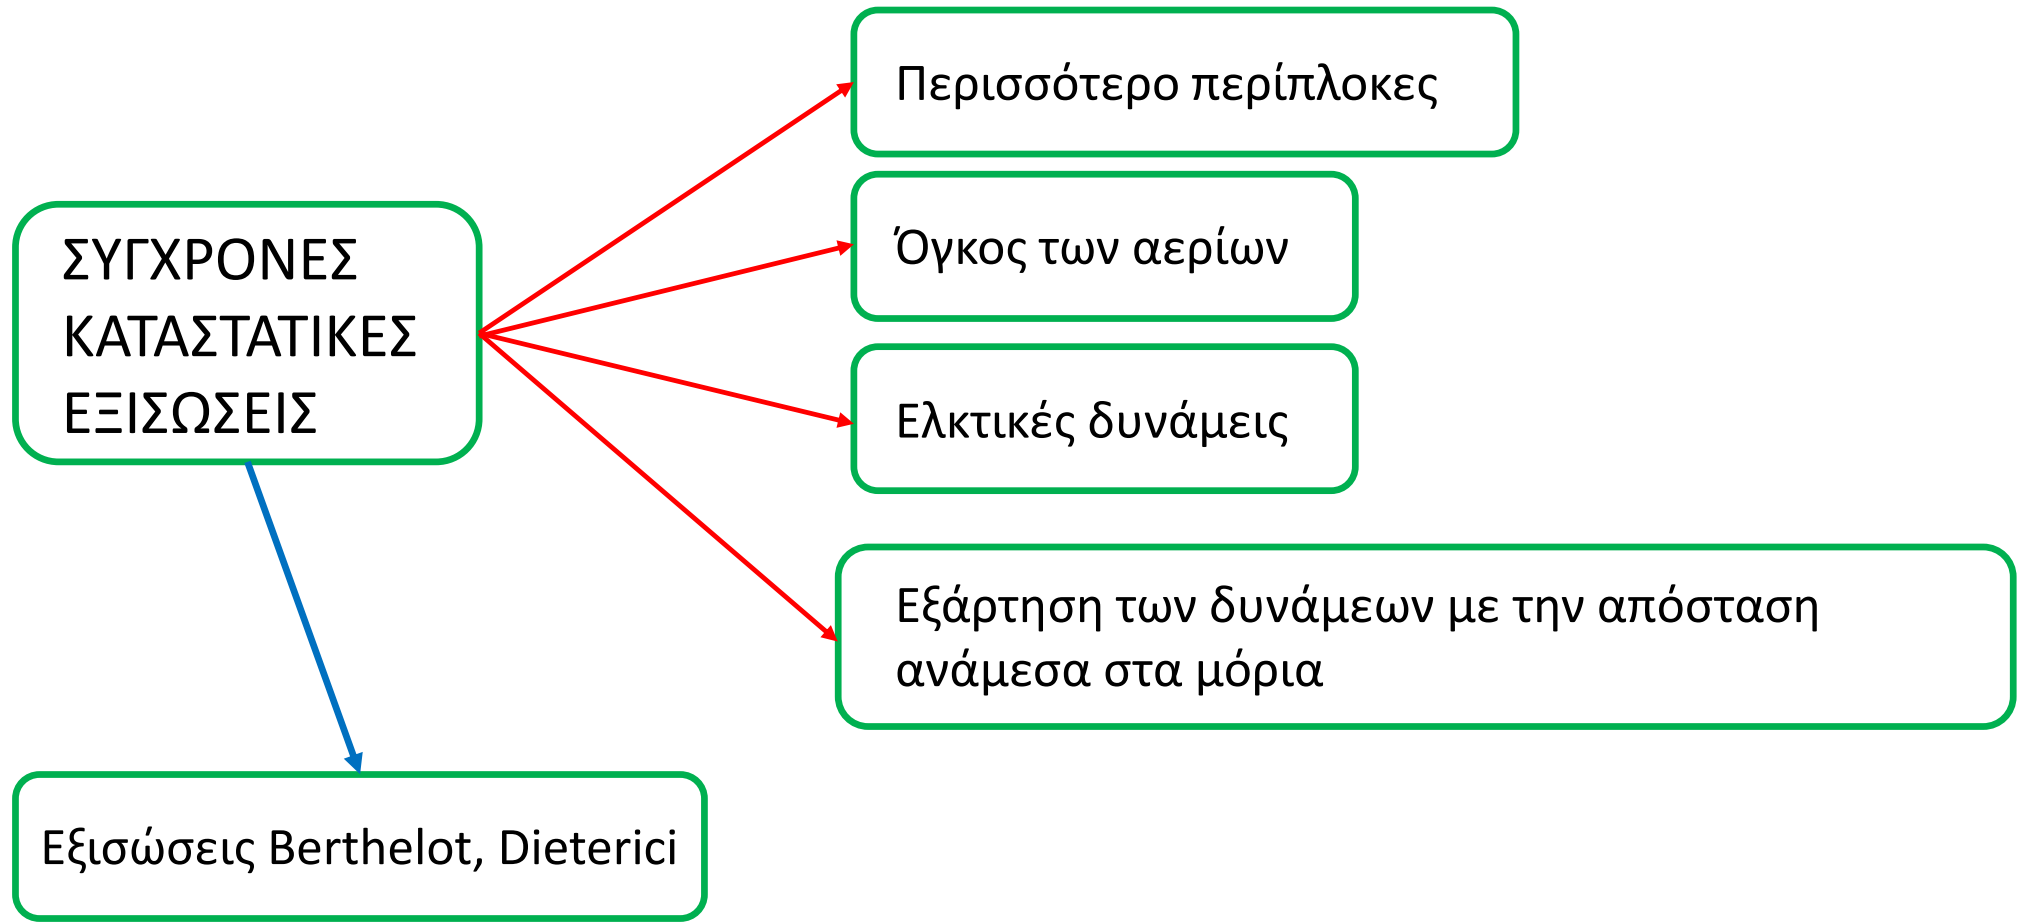 ΣΥΓΧΡΟΝΕΣ
ΚΑΤΑΣΤΑΤΙΚΕΣ
ΕΞΙΣΩΣΕΙΣ
Περισσότερο περίπλοκες
Όγκος των αερίων
Ελκτικές δυνάμεις
Εξάρτηση των δυνάμεων με την απόσταση
ανάμεσα στα μόρια
Εξισώσεις Berthelot, Dieterici